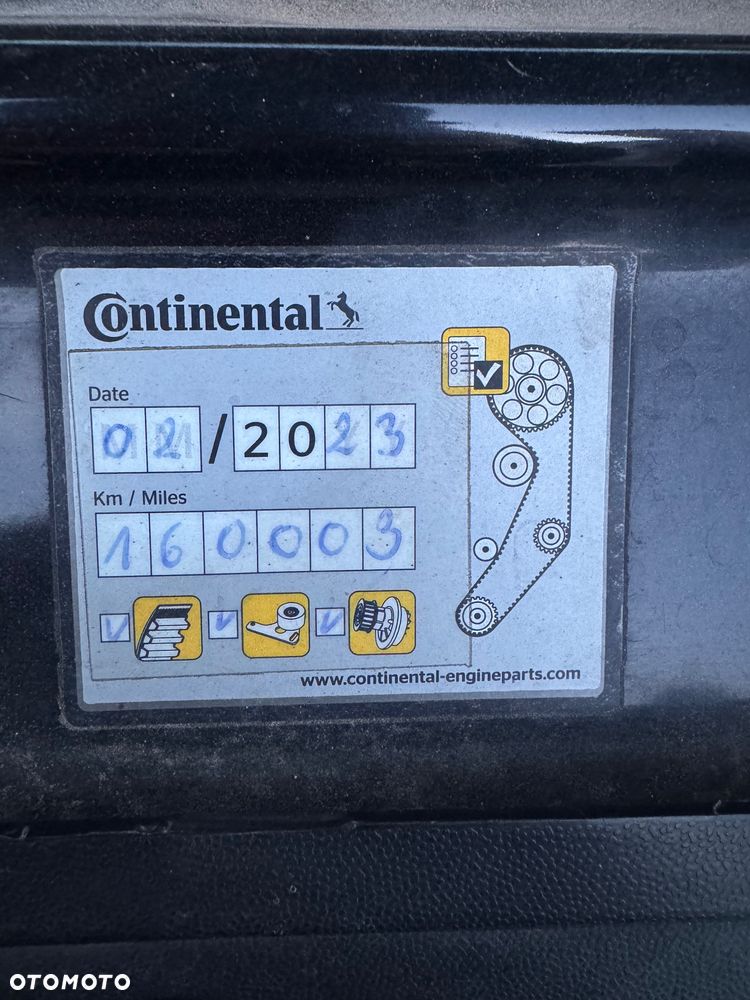 Continental
Date
02/2023
Km / Miles
160003
www.continental-engineparts.com
OTOMOTO